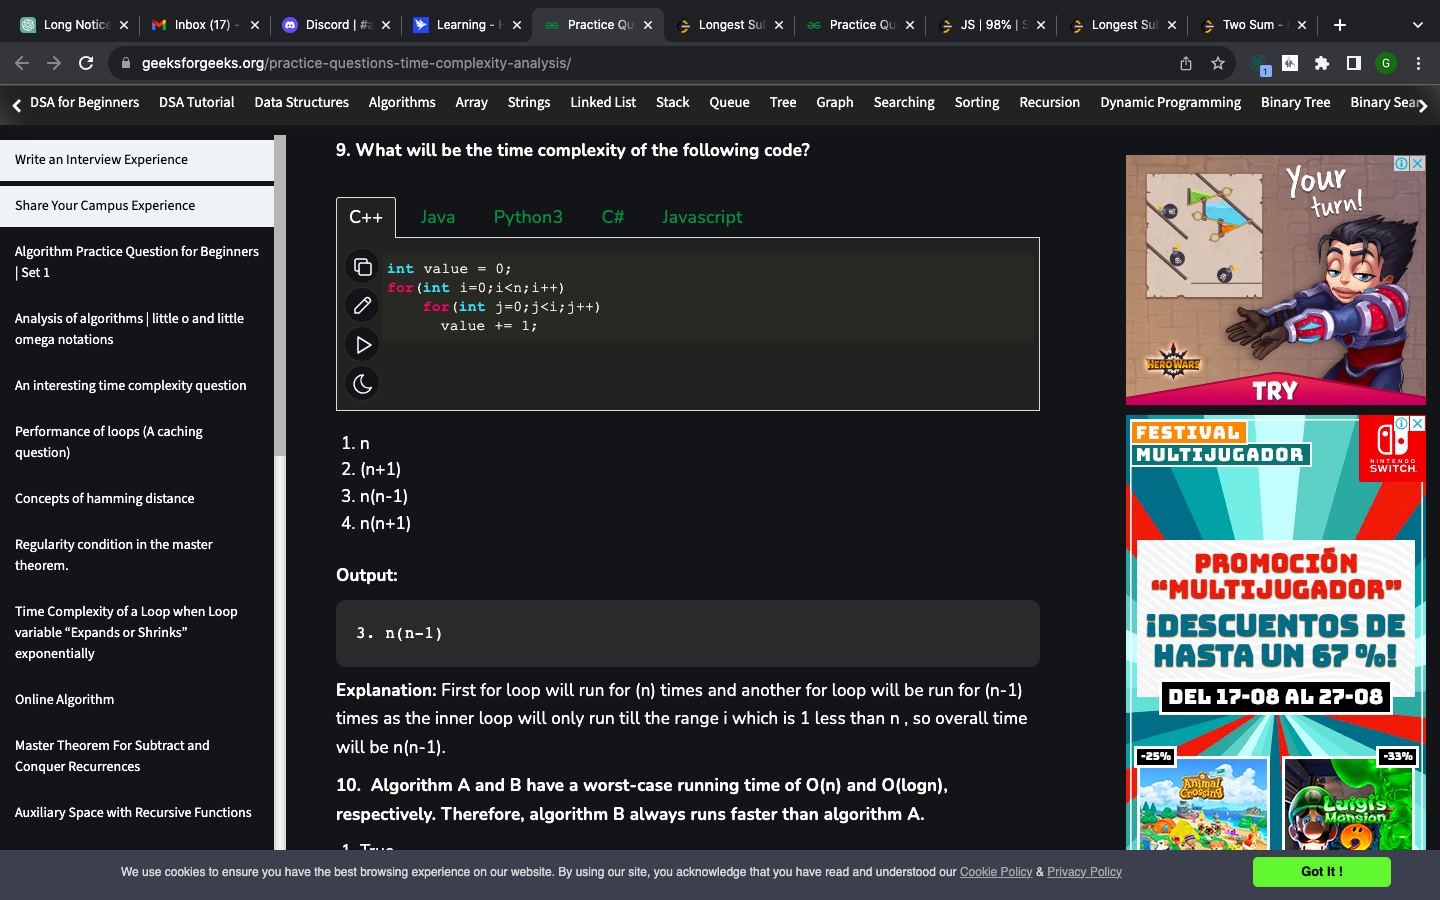 Long Notice
Inbox (17) -
Discord | #a
Learning - H
Practice Qu
Longest Sub
Practice Qu
JS | 98% | S
Longest Sub
Two Sum - L
geeksforgeeks.org/practice-questions-time-complexity-analysis/
1
G
DSA for Beginners DSA Tutorial Data Structures Algorithms Array Strings Linked List Stack Queue Tree Graph Searching Sorting Recursion Dynamic Programming Binary Tree Binary Sear
Write an Interview Experience
Share Your Campus Experience
Algorithm Practice Question for Beginners
| Set 1
Analysis of algorithms | little o and little
omega notations
An interesting time complexity question
Performance of loops (A caching
question)
Concepts of hamming distance
Regularity condition in the master
theorem.
Time Complexity of a Loop when Loop
variable “Expands or Shrinks”
exponentially
Online Algorithm
Master Theorem For Subtract and
Conquer Recurrences
Auxiliary Space with Recursive Functions
9. What will be the time complexity of the following code?
C++ Java Python3 C# Javascript
int value = 0;
for(int i=0;i<n;i++)
for(int j=0;j<i;j++)
value += 1;
1. n
2. (n+1)
3. n(n-1)
4. n(n+1)
Output:
3. n(n-1)
Explanation: First for loop will run for (n) times and another for loop will be run for (n-1)
times as the inner loop will only run till the range i which is 1 less than n , so overall time
will be n(n-1).
10. Algorithm A and B have a worst-case running time of O(n) and O(logn),
respectively. Therefore, algorithm B always runs faster than algorithm A.
1. True
Your
turn!
HERO WARS
TRY
FESTIVAL
MULTIJUGADOR
NINTENDO
SWITCH
PROMOCIÓN
“MULTIJUGADOR”
¡DESCUENTOS DE
HASTA UN 67 %!
DEL 17-08 AL 27-08
-25%
-33%
Animal
Crossing
Luigi's
Mansion
We use cookies to ensure you have the best browsing experience on our website. By using our site, you acknowledge that you have read and understood our Cookie Policy & Privacy Policy
Got It !